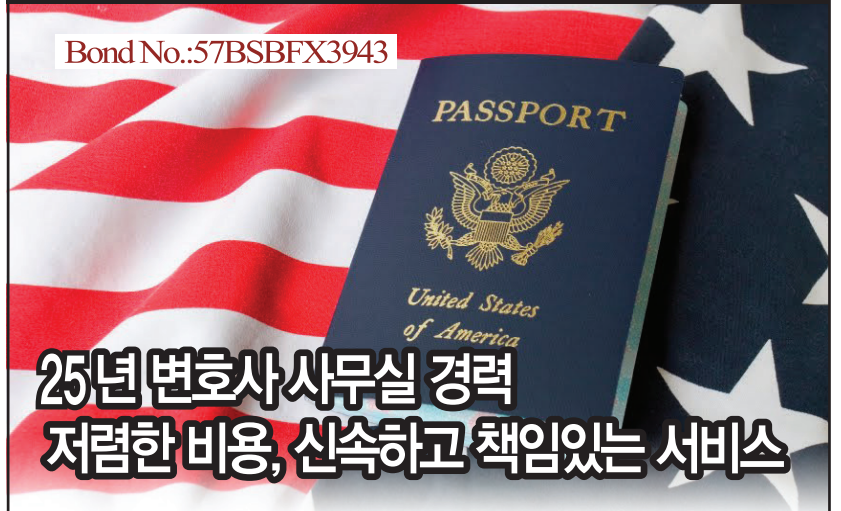 Bond No.:57BSBFX3943
PASSPORT
United States
of America
25년 변호사 사무실 경력
저렴한 비용, 신속하고 책임있는 서비스